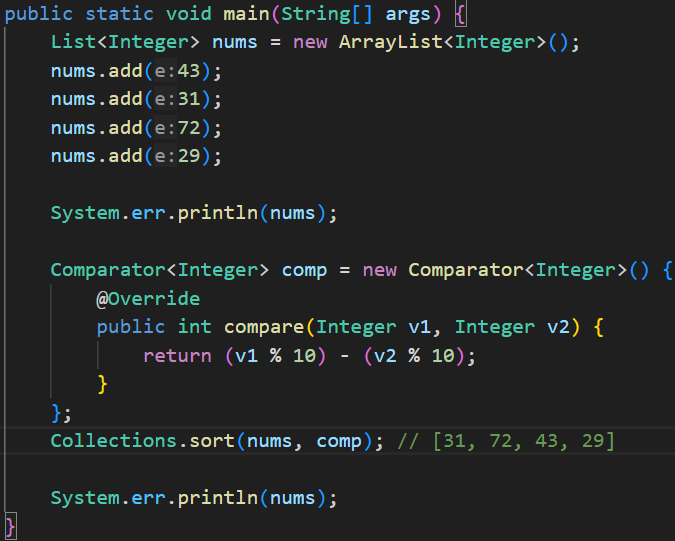 public static void main(String[] args) {
    List<Integer> nums = new ArrayList<Integer>();
    nums.add(e:43);
    nums.add(e:31);
    nums.add(e:72);
    nums.add(e:29);

    System.err.println(nums);

    Comparator<Integer> comp = new Comparator<Integer>() {
        @Override
        public int compare(Integer v1, Integer v2) {
            return (v1 % 10) - (v2 % 10);
        }
    };
    Collections.sort(nums, comp); // [31, 72, 43, 29]

    System.err.println(nums);
}